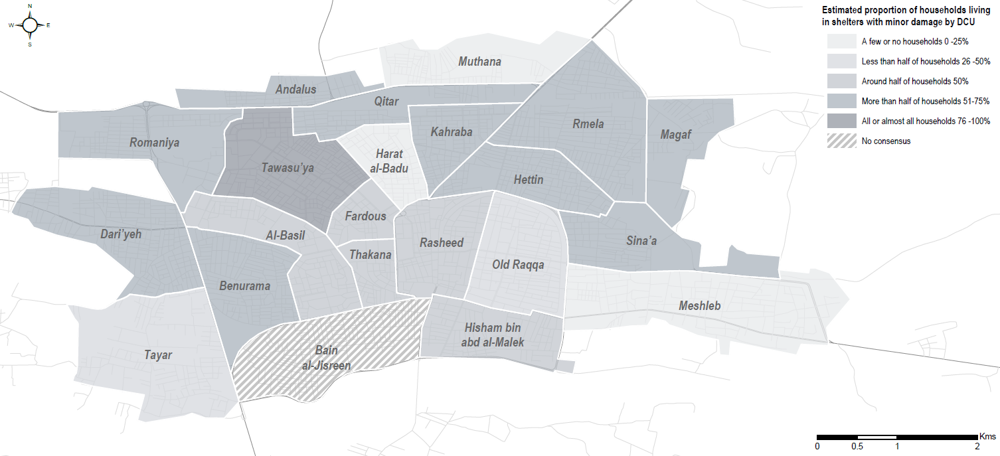 N
W E
S
Estimated proportion of households living
in shelters with minor damage by DCU
A few or no households 0 -25%
Less than half of households 26 -50%
Around half of households 50%
More than half of households 51-75%
All or almost all households 76 -100%
No consensus
Muthana
Andalus
Qitar
Rmela
Kahraba
Magaf
Romaniya
Harat
al-Badu
Tawasu'ya
Hettin
Fardous
Dari'yeh
Al-Basil
Rasheed
Sina'a
Thakana
Old Raqqa
Benurama
Meshleb
Hisham bin
abd al-Malek
Tayar
Bain
al-Jisreen
Kms
0 0.5 1 2